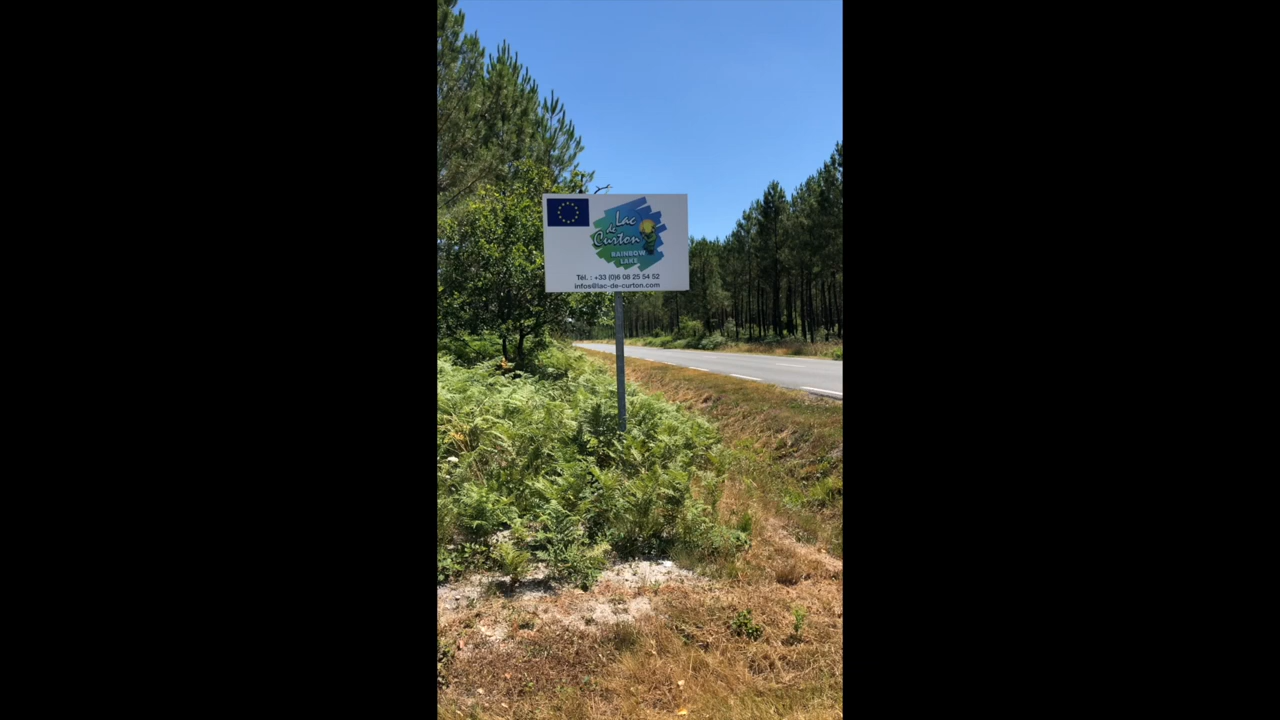 Lac
de
Curton
RAINBOW
LAKE
Tél. : +33 (0)6 08 25 54 52
infos@lac-de-curton.com